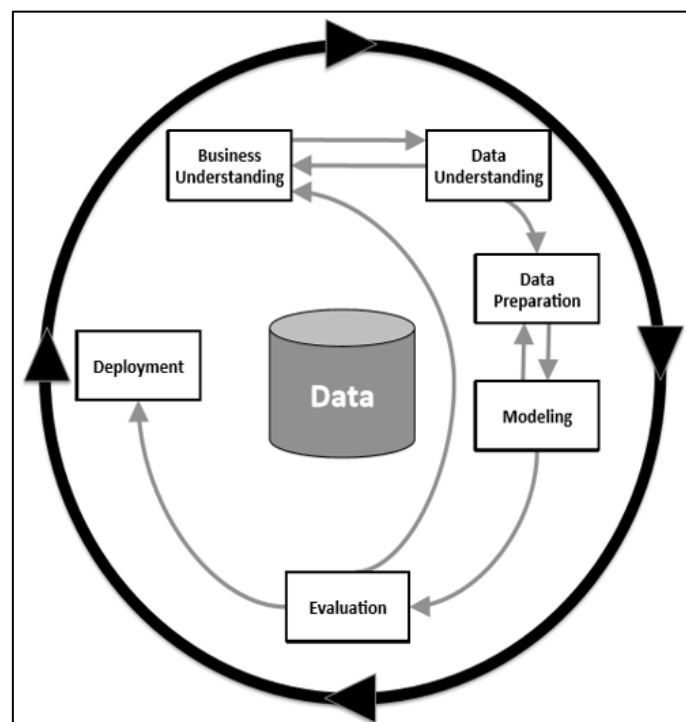 Business
Understanding
Data
Understanding
Data
Preparation
Modeling
Evaluation
Deployment
Data